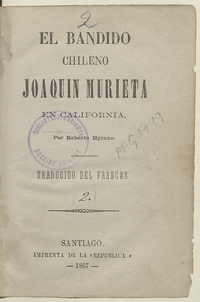 2
EL BANDIDO
CHILENO
JOAQUIN MURIETA
EN CALIFORNIA.
Por Roberto Hyenne.
TRADUCIDO DEL FRANCES
2.
SANTIAGO.
IMPRENTA DE LA «REPUBLICA.»
—1867—